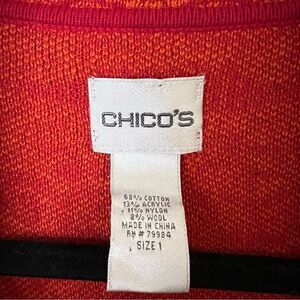 CHICO'S
68% COTTON
13% ACRYLIC
11% NYLON
8% WOOL
MADE IN CHINA
RN # 79984
SIZE 1